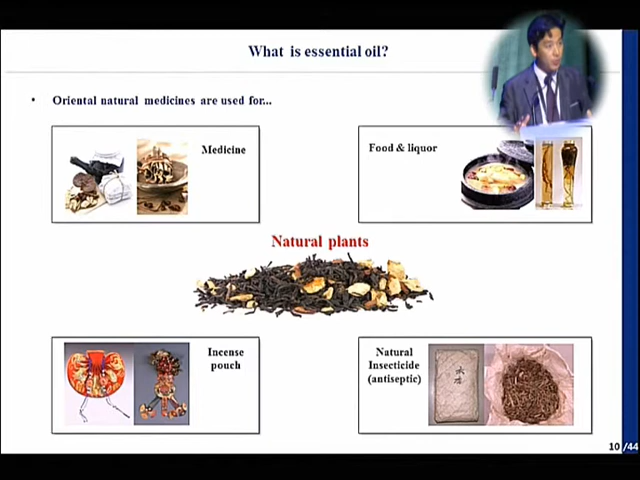 What is essential oil?
• Oriental natural medicines are used for...
Medicine
Food & liquor
Natural plants
Incense
pouch
Natural
Insecticide
(antiseptic)
10 /44